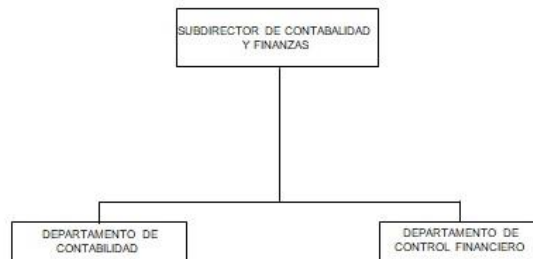 SUBDIRECTOR DE CONTABALIDAD
Y FINANZAS
DEPARTAMENTO DE
CONTABILIDAD
DEPARTAMENTO DE
CONTROL FINANCIERO